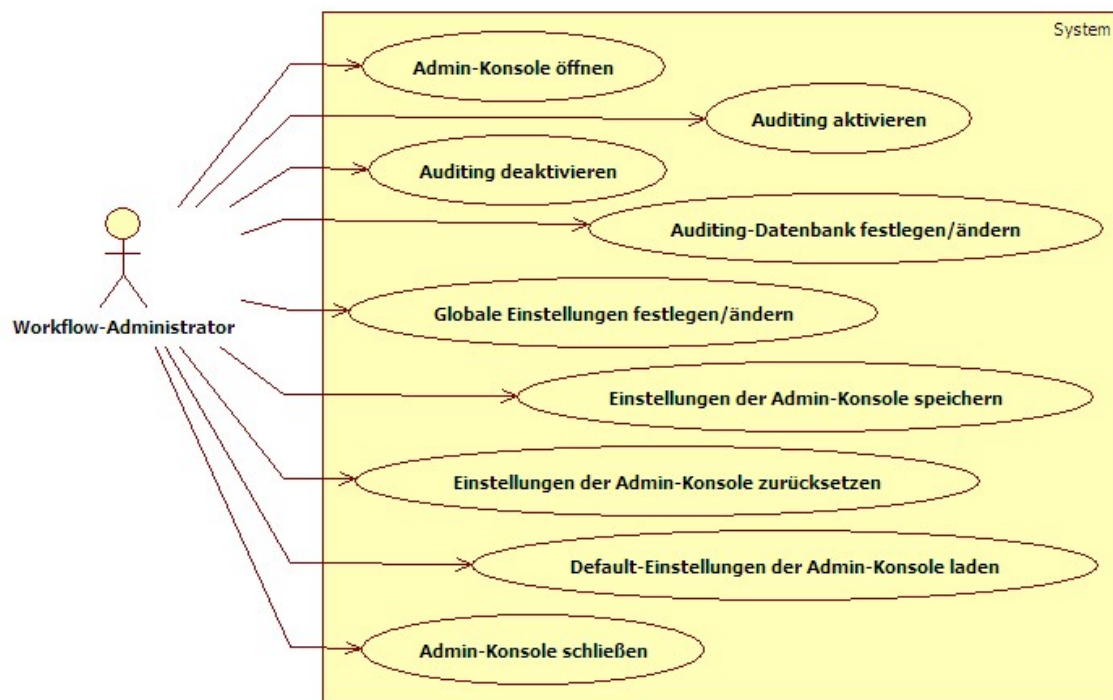 System
Admin-Konsole öffnen
Auditing aktivieren
Auditing deaktivieren
Auditing-Datenbank festlegen/ändern
Globale Einstellungen festlegen/ändern
Workflow-Administrator
Einstellungen der Admin-Konsole speichern
Einstellungen der Admin-Konsole zurücksetzen
Default-Einstellungen der Admin-Konsole laden
Admin-Konsole schließen